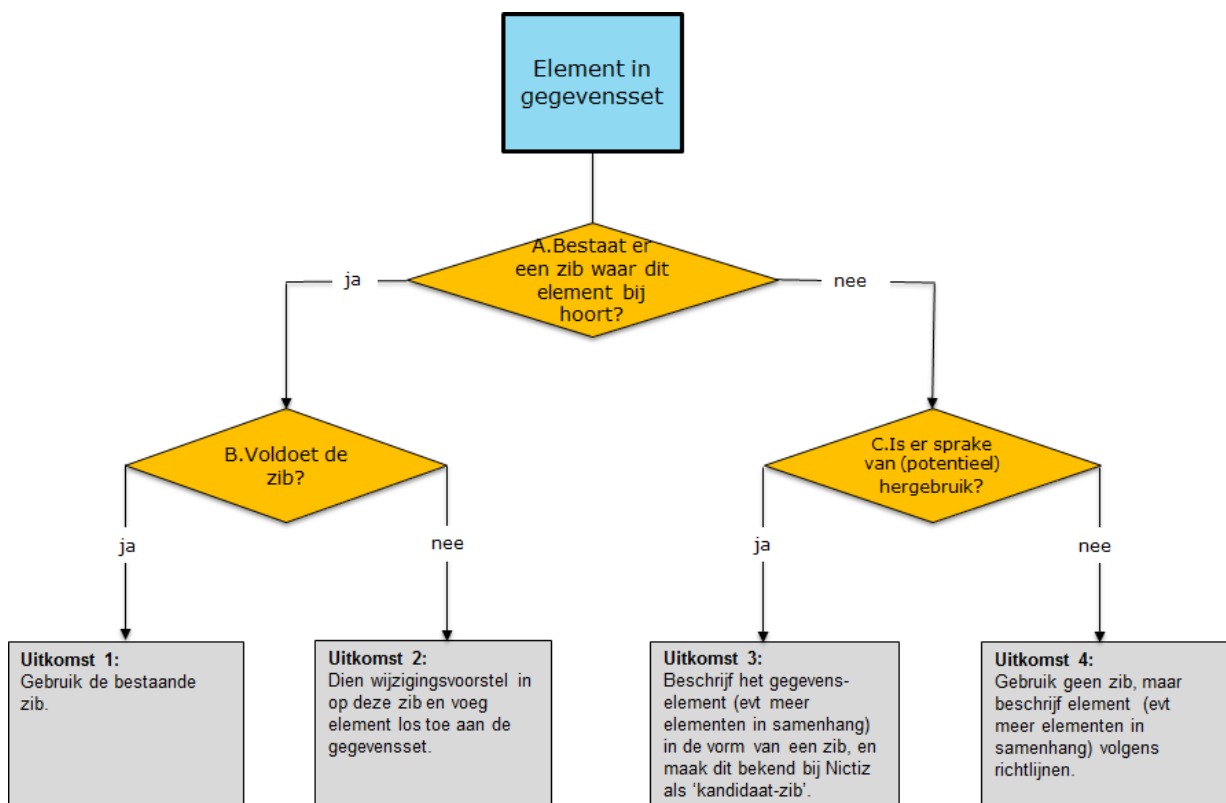 Element in
gegevensset
A.Bestaat er
een zib waar dit
element bij
hoort?
ja
nee
B.Voldoet de
zib?
C.Is er sprake
van (potentieel)
hergebruik?
ja
nee
ja
nee
Uitkomst 1:
Gebruik de bestaande
zib.
Uitkomst 2:
Dien wijzigingsvoorstel in
op deze zib en voeg
element los toe aan de
gegevensset.
Uitkomst 3:
Beschrijf het gegevens-
element (evt meer
elementen in samenhang)
in de vorm van een zib, en
maak dit bekend bij Nictiz
als ‘kandidaat-zib’.
Uitkomst 4:
Gebruik geen zib, maar
beschrijf element (evt
meer elementen in
samenhang) volgens
richtlijnen.